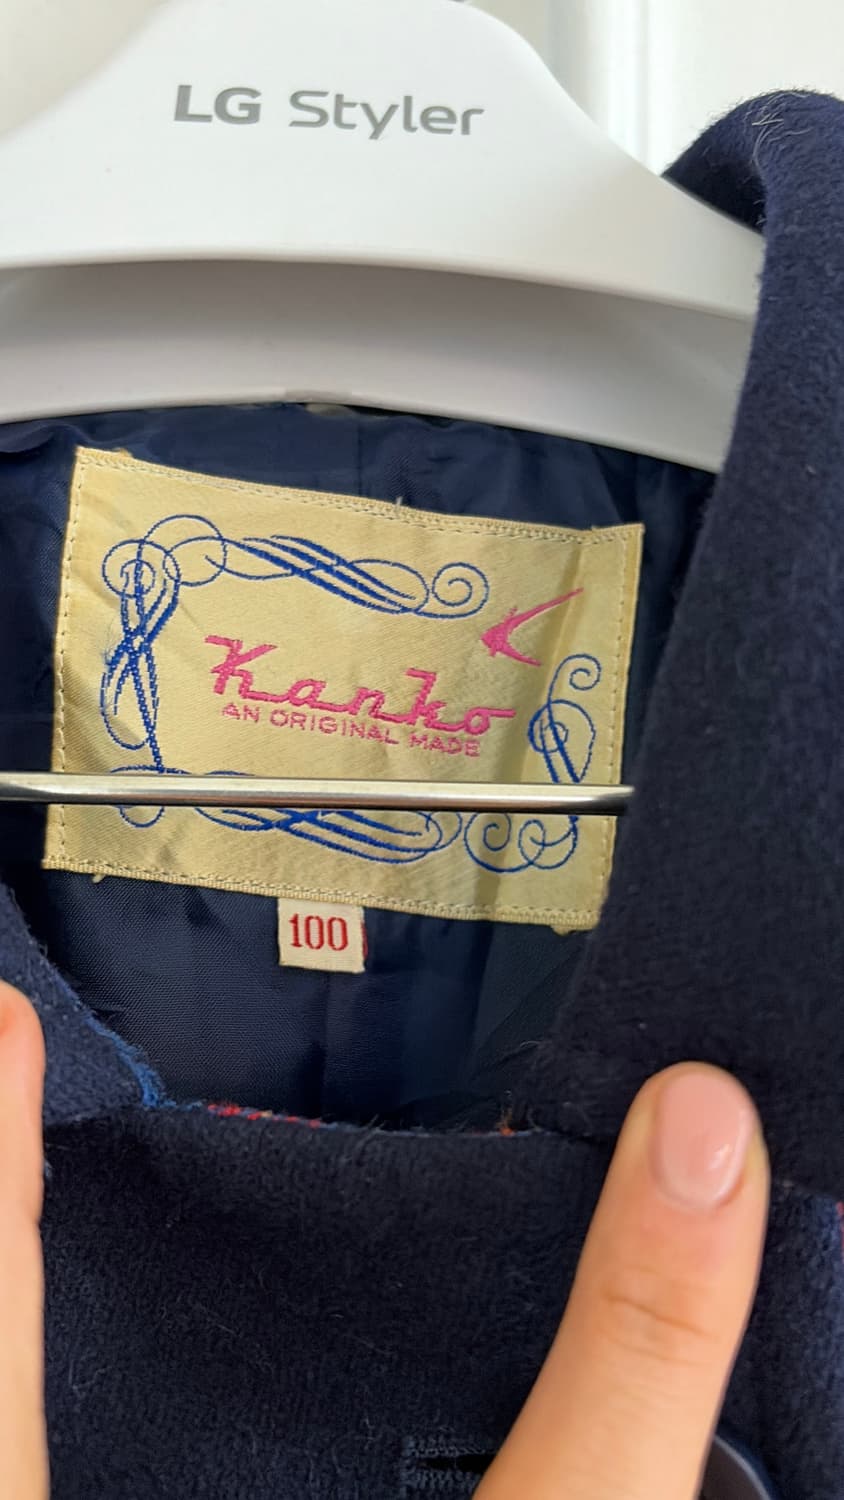 LG Styler
Kanko
AN ORIGINAL MADE
100